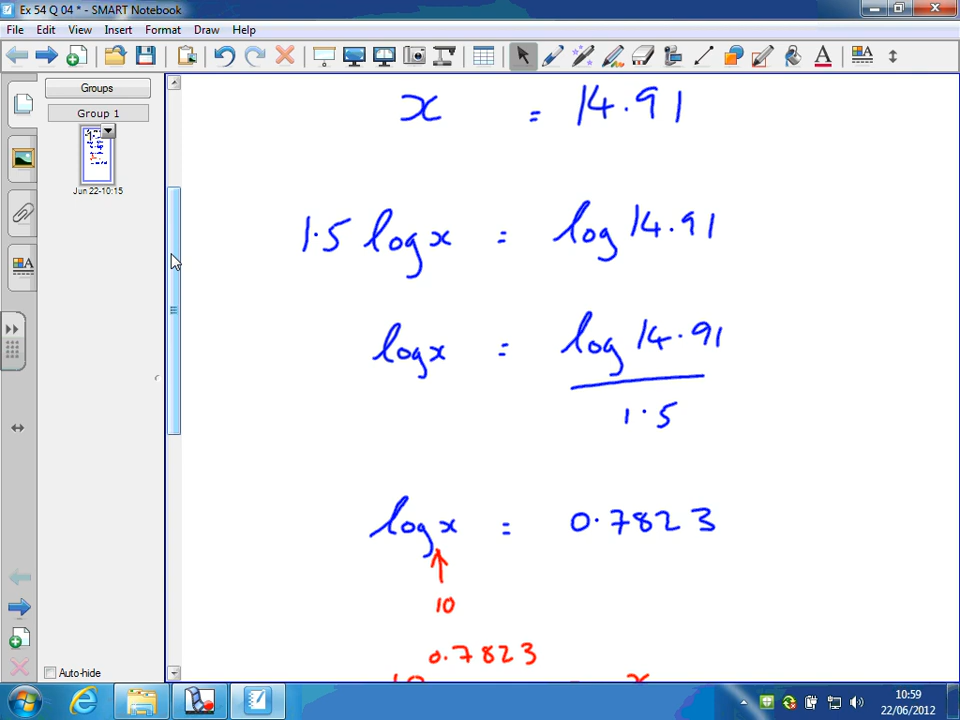 Ex 54 Q 04 * - SMART Notebook
File Edit View Insert Format Draw Help
Groups
Group 1
Jun 22-10:15
x = 14.91
1.5 log x = log 14.91
log x = log 14.91
1.5
log x = 0.7823
10
0.7823
10 = x
Auto-hide
10:59
22/06/2012